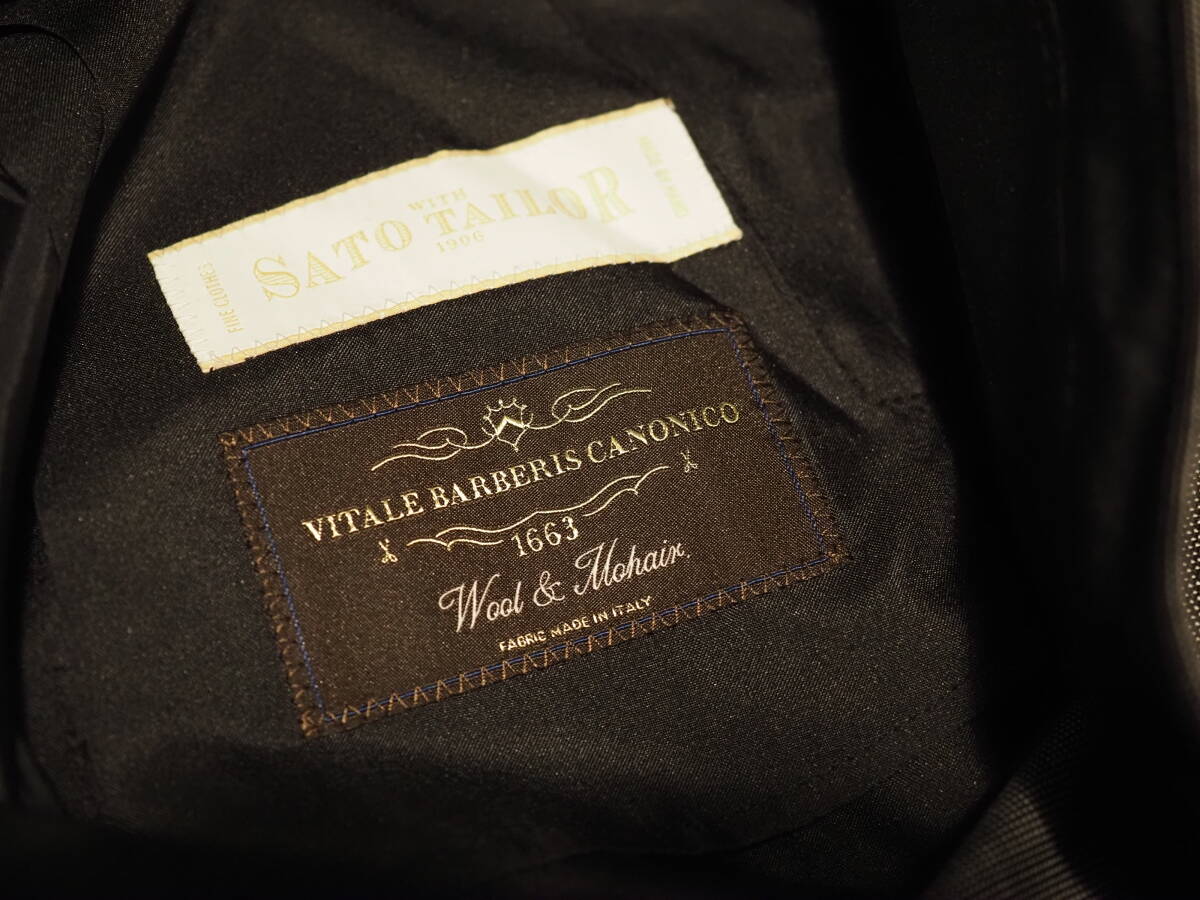 WITH
SATO TAILOR
1906
FINE CLOTHES
VITALE BARBERIS CANONICO
1663
Wool & Mohair.
FABRIC MADE IN ITALY